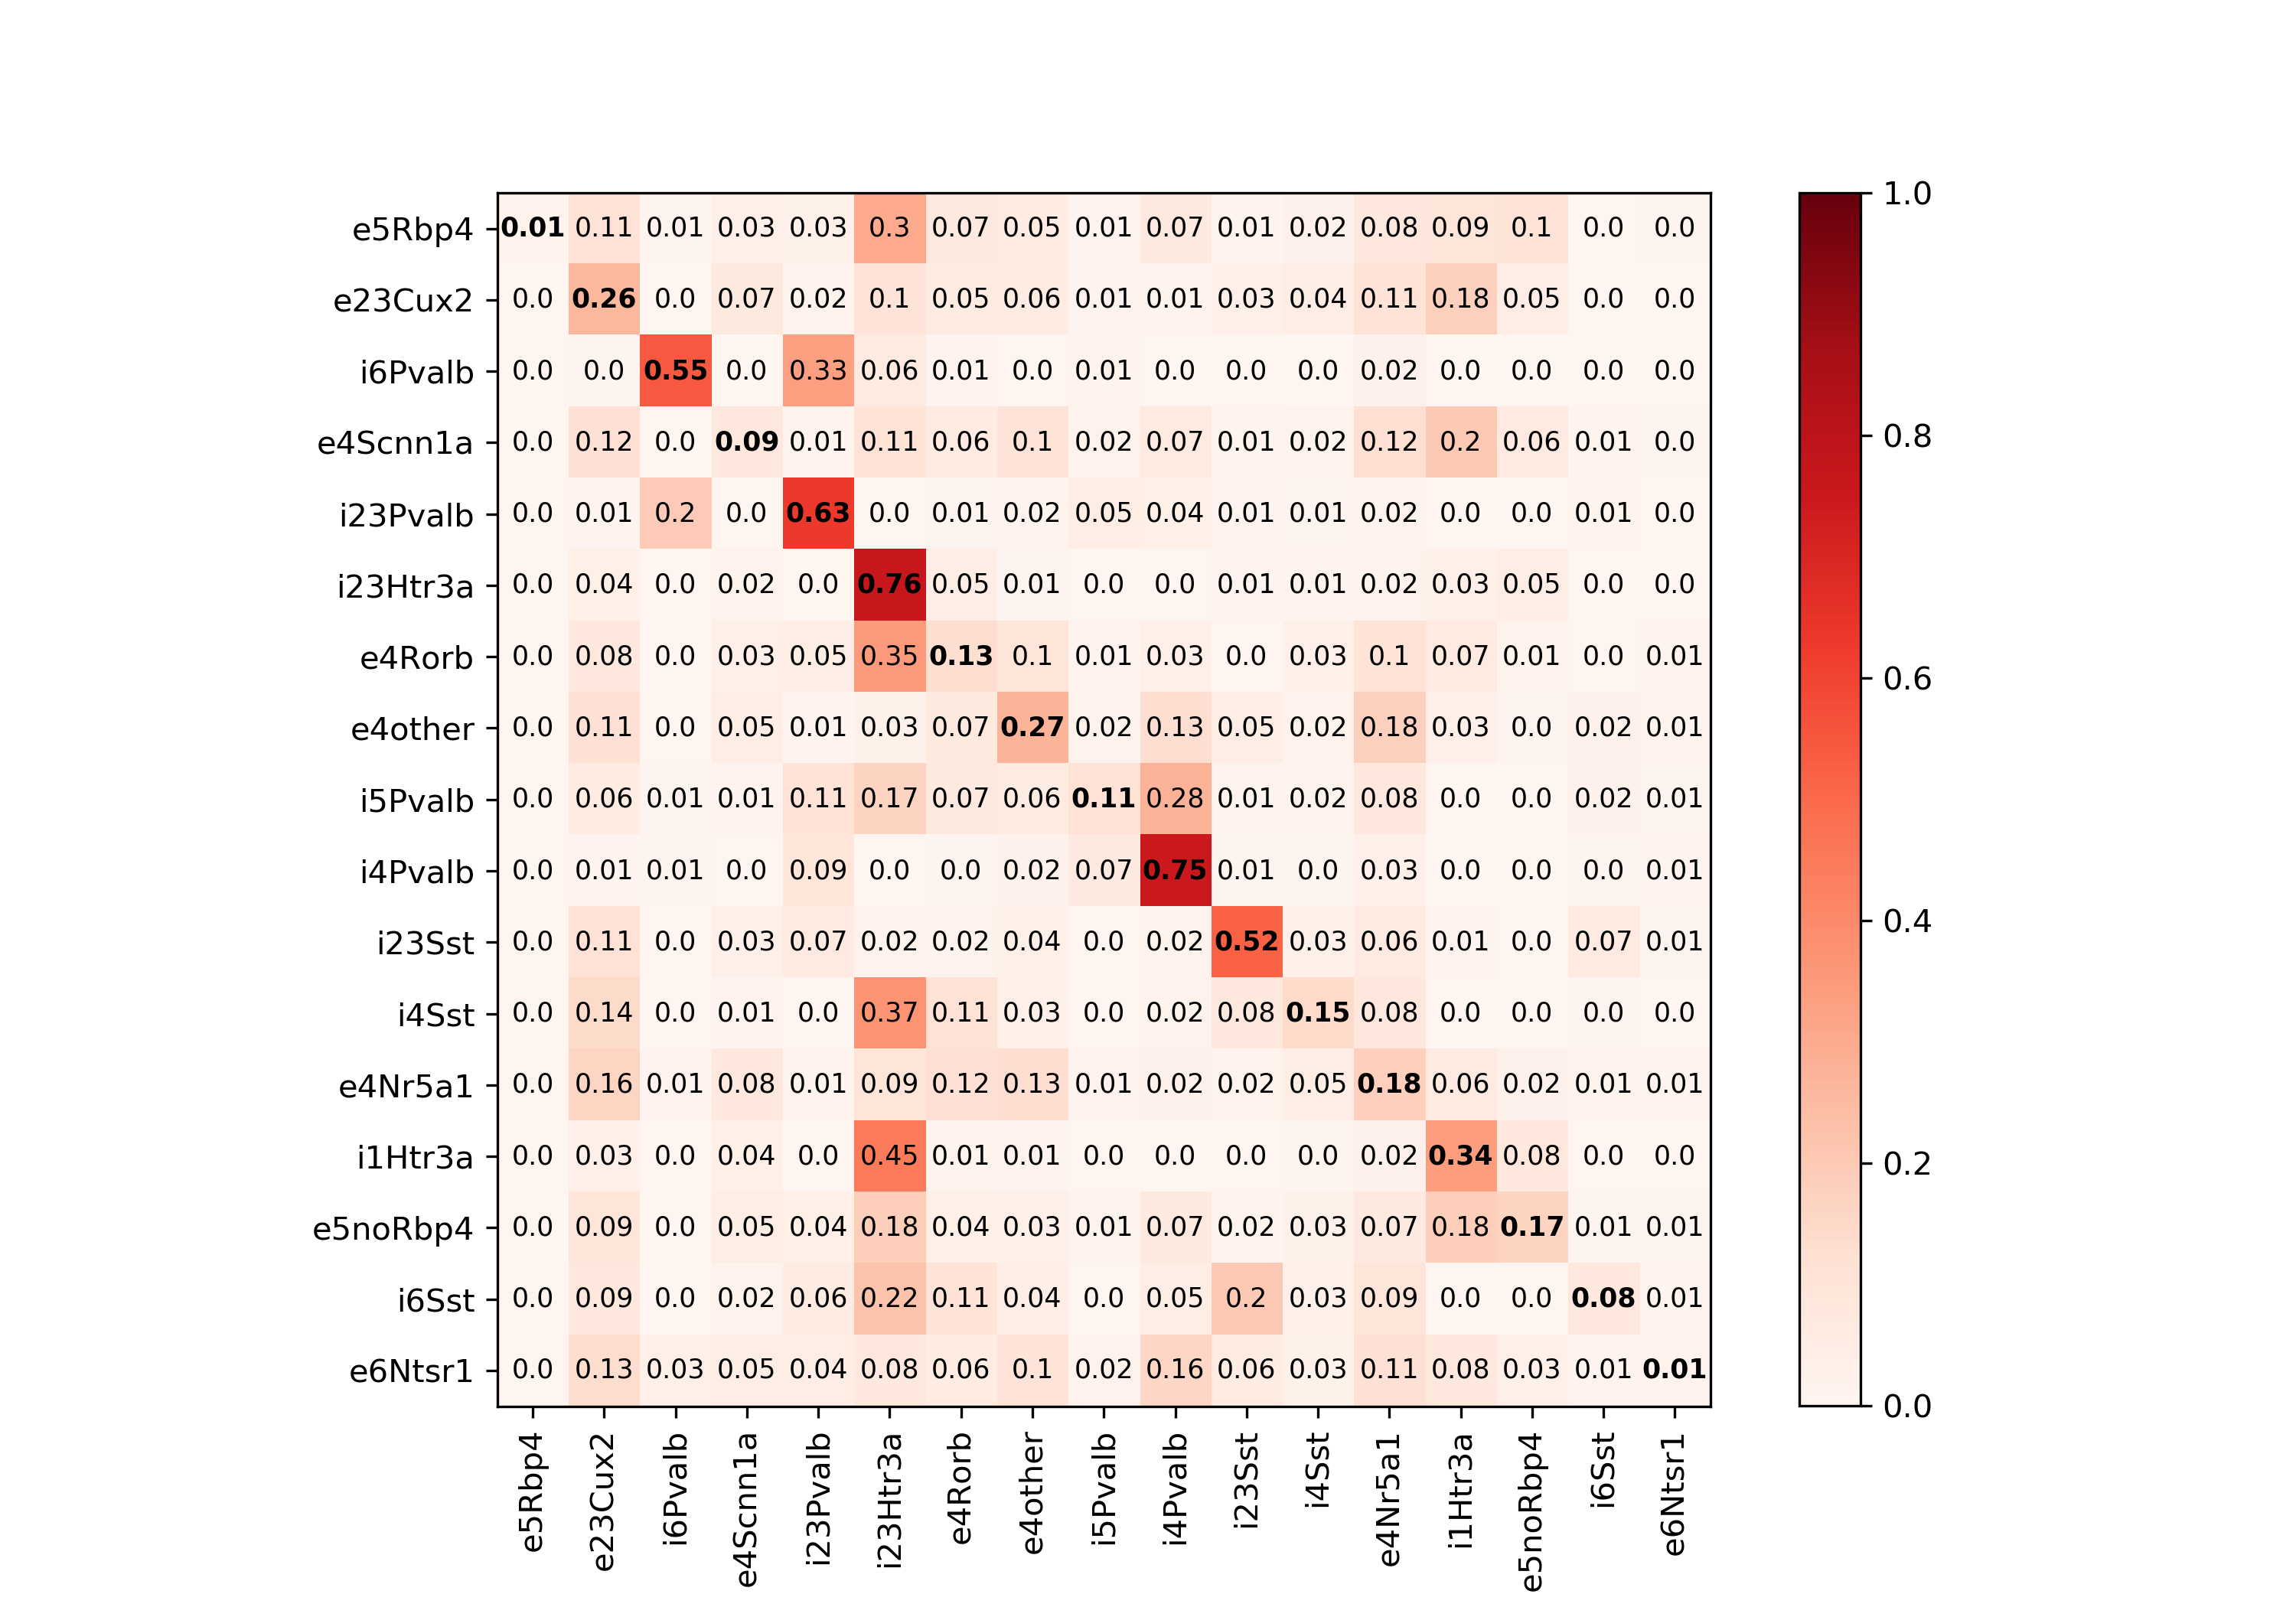 e5Rbp4 0.01 0.11 0.01 0.03 0.03 0.3 0.07 0.05 0.01 0.07 0.01 0.02 0.08 0.09 0.1 0.0 0.0
e23Cux2 0.0 0.26 0.0 0.07 0.02 0.1 0.05 0.06 0.01 0.01 0.03 0.04 0.11 0.18 0.05 0.0 0.0
i6Pvalb 0.0 0.0 0.55 0.0 0.33 0.06 0.01 0.0 0.01 0.0 0.0 0.0 0.02 0.0 0.0 0.0 0.0
e4Scnn1a 0.0 0.12 0.0 0.09 0.01 0.11 0.06 0.1 0.02 0.07 0.01 0.02 0.12 0.2 0.06 0.01 0.0
i23Pvalb 0.0 0.01 0.2 0.0 0.63 0.0 0.01 0.02 0.05 0.04 0.01 0.01 0.02 0.0 0.0 0.01 0.0
i23Htr3a 0.0 0.04 0.0 0.02 0.0 0.76 0.05 0.01 0.0 0.0 0.01 0.01 0.02 0.03 0.05 0.0 0.0
e4Rorb 0.0 0.08 0.0 0.03 0.05 0.35 0.13 0.1 0.01 0.03 0.0 0.03 0.1 0.07 0.01 0.0 0.01
e4other 0.0 0.11 0.0 0.05 0.01 0.03 0.07 0.27 0.02 0.13 0.05 0.02 0.18 0.03 0.0 0.02 0.01
i5Pvalb 0.0 0.06 0.01 0.01 0.11 0.17 0.07 0.06 0.11 0.28 0.01 0.02 0.08 0.0 0.0 0.02 0.01
i4Pvalb 0.0 0.01 0.01 0.0 0.09 0.0 0.0 0.02 0.07 0.75 0.01 0.0 0.03 0.0 0.0 0.0 0.01
i23Sst 0.0 0.11 0.0 0.03 0.07 0.02 0.02 0.04 0.0 0.02 0.52 0.03 0.06 0.01 0.0 0.07 0.01
i4Sst 0.0 0.14 0.0 0.01 0.0 0.37 0.11 0.03 0.0 0.02 0.08 0.15 0.08 0.0 0.0 0.0 0.0
e4Nr5a1 0.0 0.16 0.01 0.08 0.01 0.09 0.12 0.13 0.01 0.02 0.02 0.05 0.18 0.06 0.02 0.01 0.01
i1Htr3a 0.0 0.03 0.0 0.04 0.0 0.45 0.01 0.01 0.0 0.0 0.0 0.0 0.02 0.34 0.08 0.0 0.0
e5noRbp4 0.0 0.09 0.0 0.05 0.04 0.18 0.04 0.03 0.01 0.07 0.02 0.03 0.07 0.18 0.17 0.01 0.01
i6Sst 0.0 0.09 0.0 0.02 0.06 0.22 0.11 0.04 0.0 0.05 0.2 0.03 0.09 0.0 0.0 0.08 0.01
e6Ntsr1 0.0 0.13 0.03 0.05 0.04 0.08 0.06 0.1 0.02 0.16 0.06 0.03 0.11 0.08 0.03 0.01 0.01
e5Rbp4
e23Cux2
i6Pvalb
e4Scnn1a
i23Pvalb
i23Htr3a
e4Rorb
e4other
i5Pvalb
i4Pvalb
i23Sst
i4Sst
e4Nr5a1
i1Htr3a
e5noRbp4
i6Sst
e6Ntsr1
1.0
0.8
0.6
0.4
0.2
0.0